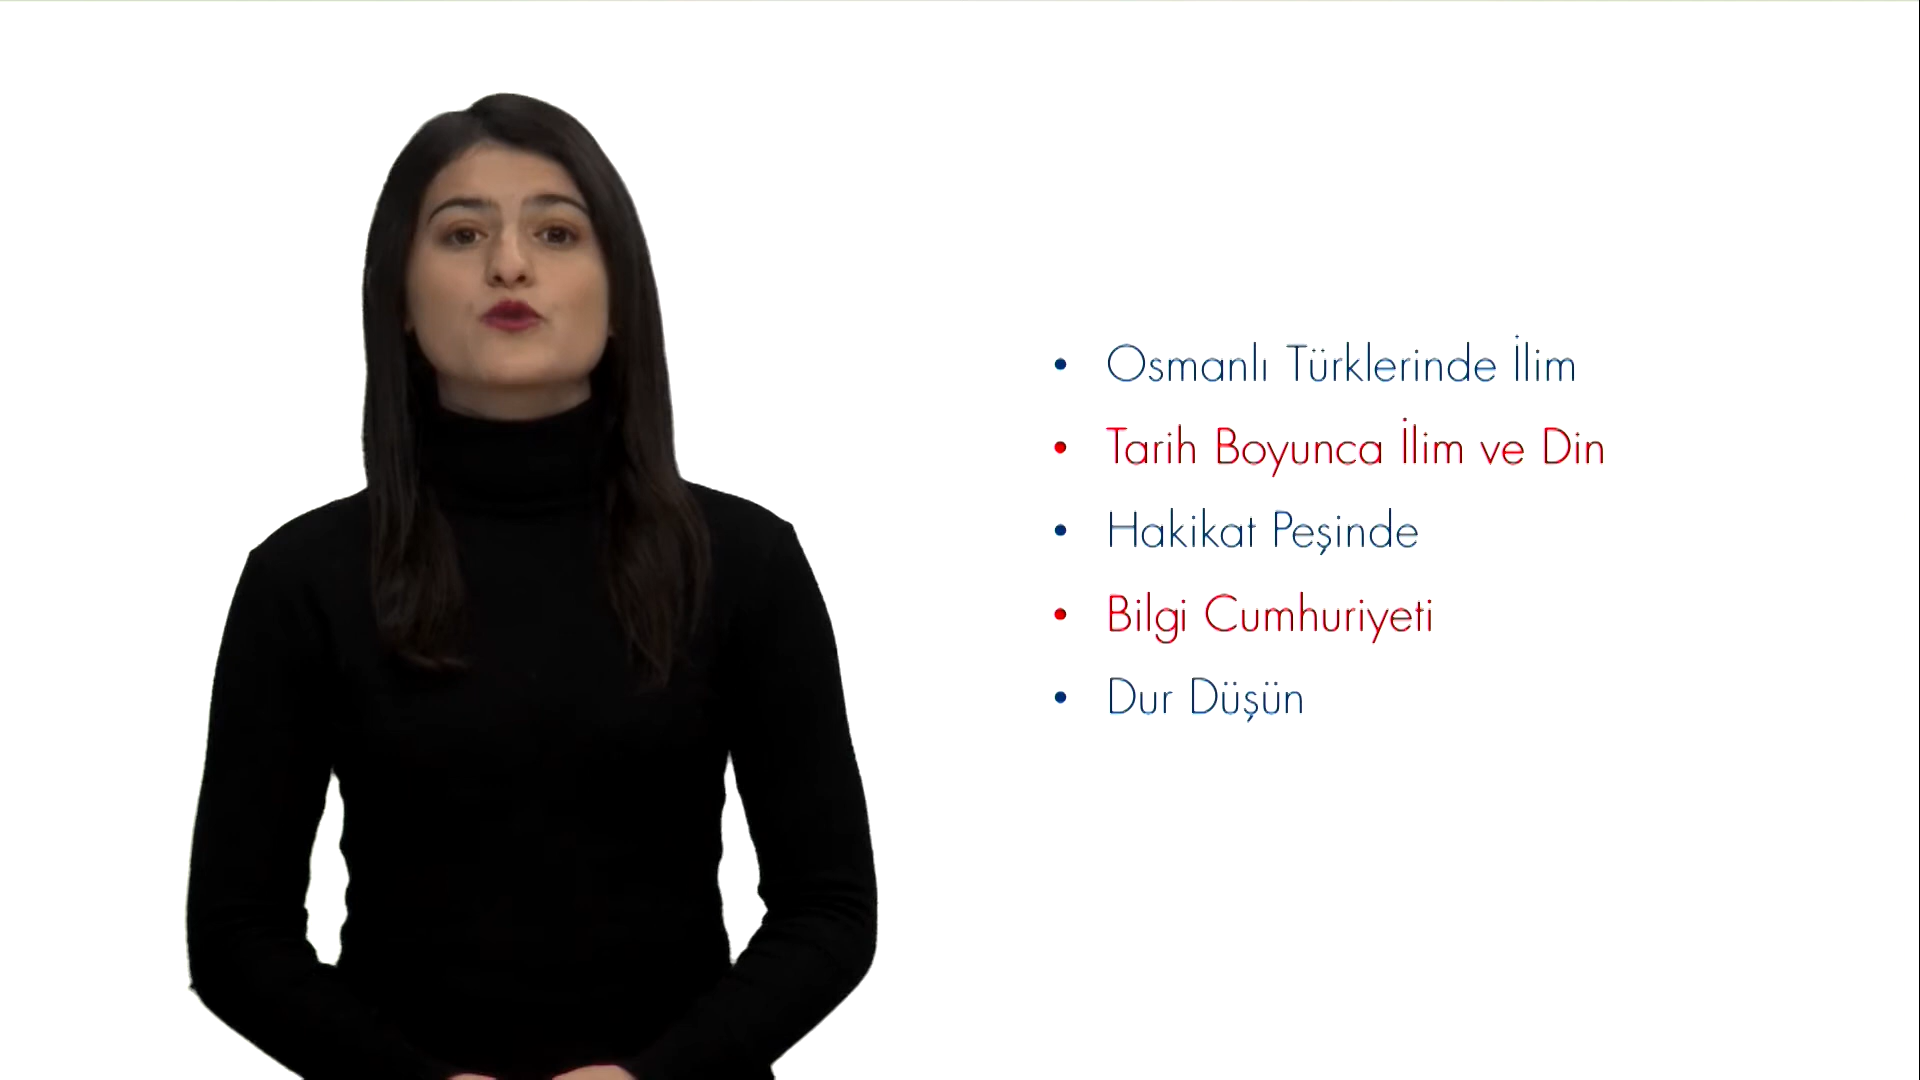 • Osmanlı Türklerinde İlim
• Tarih Boyunca İlim ve Din
• Hakikat Peşinde
• Bilgi Cumhuriyeti
• Dur Düşün